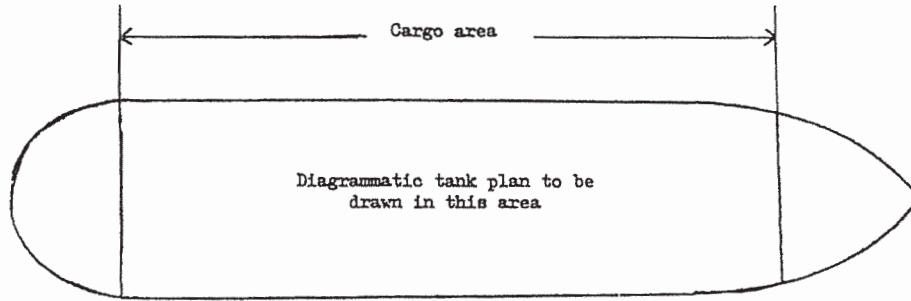 Cargo area
Diagrammatic tank plan to be
drawn in this area